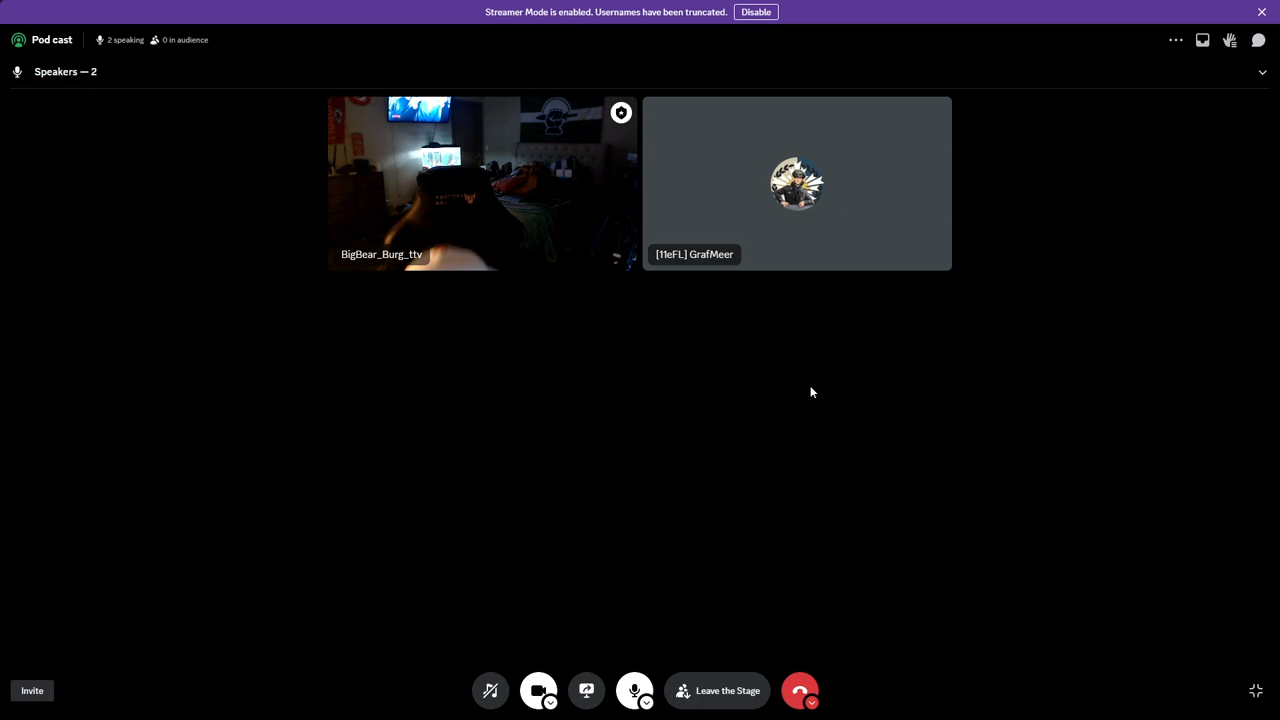 Streamer Mode is enabled. Usernames have been truncated. Disable
Pod cast 2 speaking 0 in audience
Speakers — 2
BigBear_Burg_ttv
[11eFL] GrafMeer
Invite
Leave the Stage